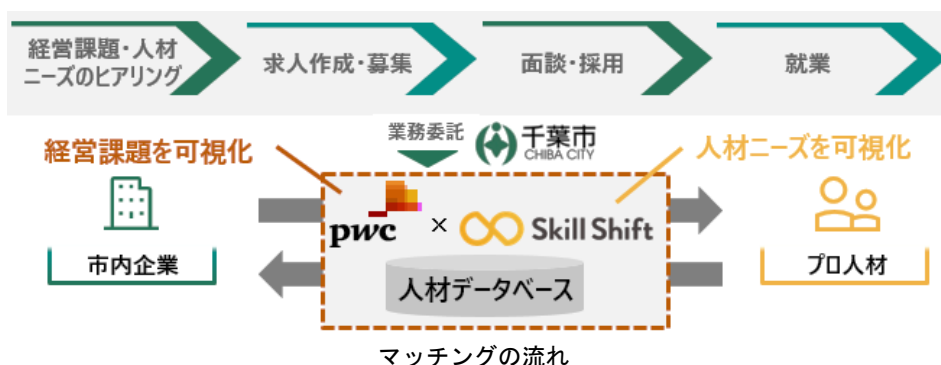 経営課題・人材
ニーズのヒアリング
求人作成・募集
面談・採用
就業
業務委託
千葉市
CHIBA CITY
経営課題を可視化
人材ニーズを可視化
pwc × Skill Shift
市内企業
人材データベース
プロ人材
マッチングの流れ